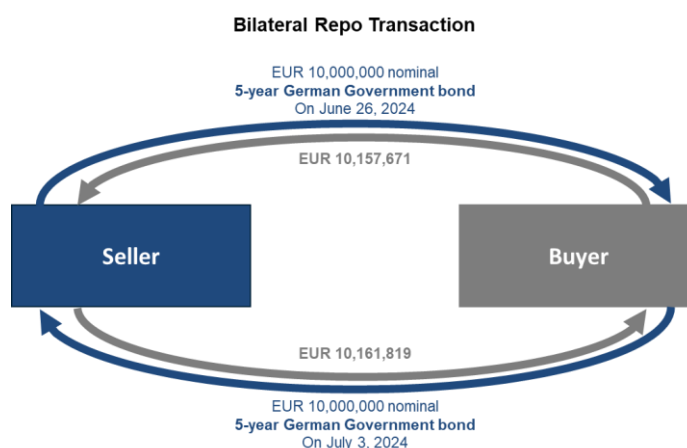 Bilateral Repo Transaction
EUR 10,000,000 nominal
5-year German Government bond
On June 26, 2024
EUR 10,157,671
Seller
Buyer
EUR 10,161,819
EUR 10,000,000 nominal
5-year German Government bond
On July 3, 2024